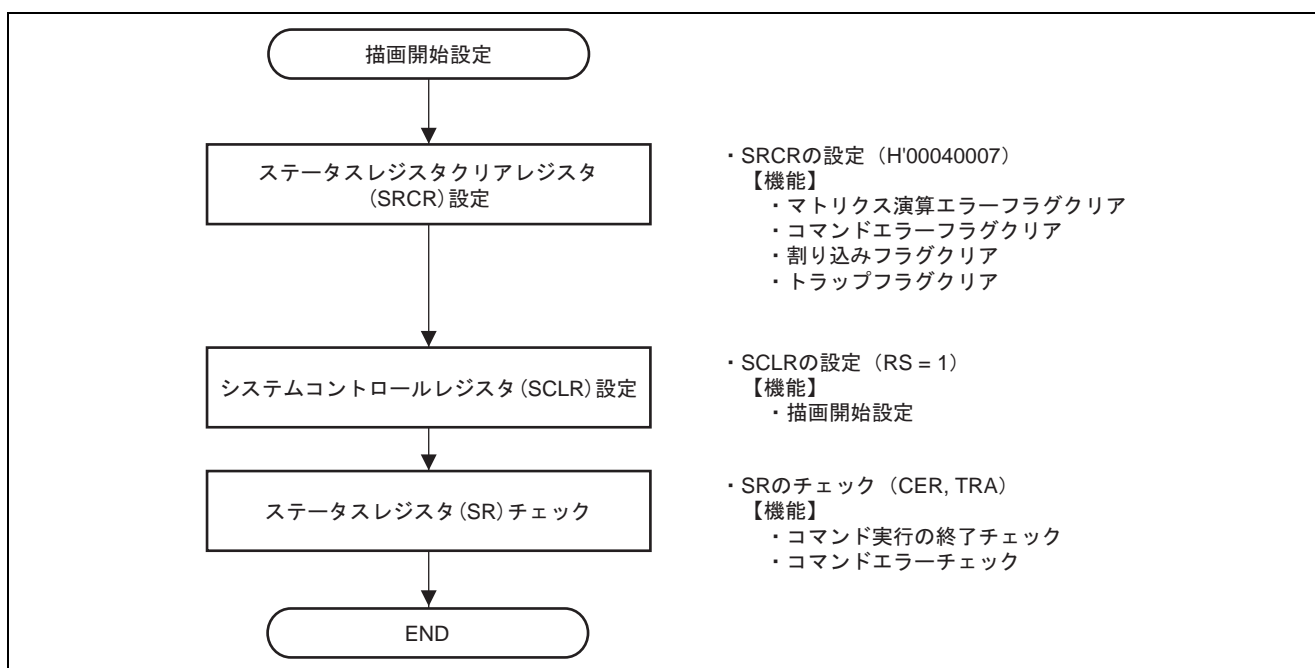 描画開始設定
ステータスレジスタクリアレジスタ
(SRCR)設定
・SRCRの設定（H'00040007）
【機能】
・マトリクス演算エラーフラグクリア
・コマンドエラーフラグクリア
・割り込みフラグクリア
・トラップフラグクリア
システムコントロールレジスタ(SCLR)設定
・SCLRの設定（RS = 1）
【機能】
・描画開始設定
ステータスレジスタ(SR)チェック
・SRのチェック（CER, TRA）
【機能】
・コマンド実行の終了チェック
・コマンドエラーチェック
END